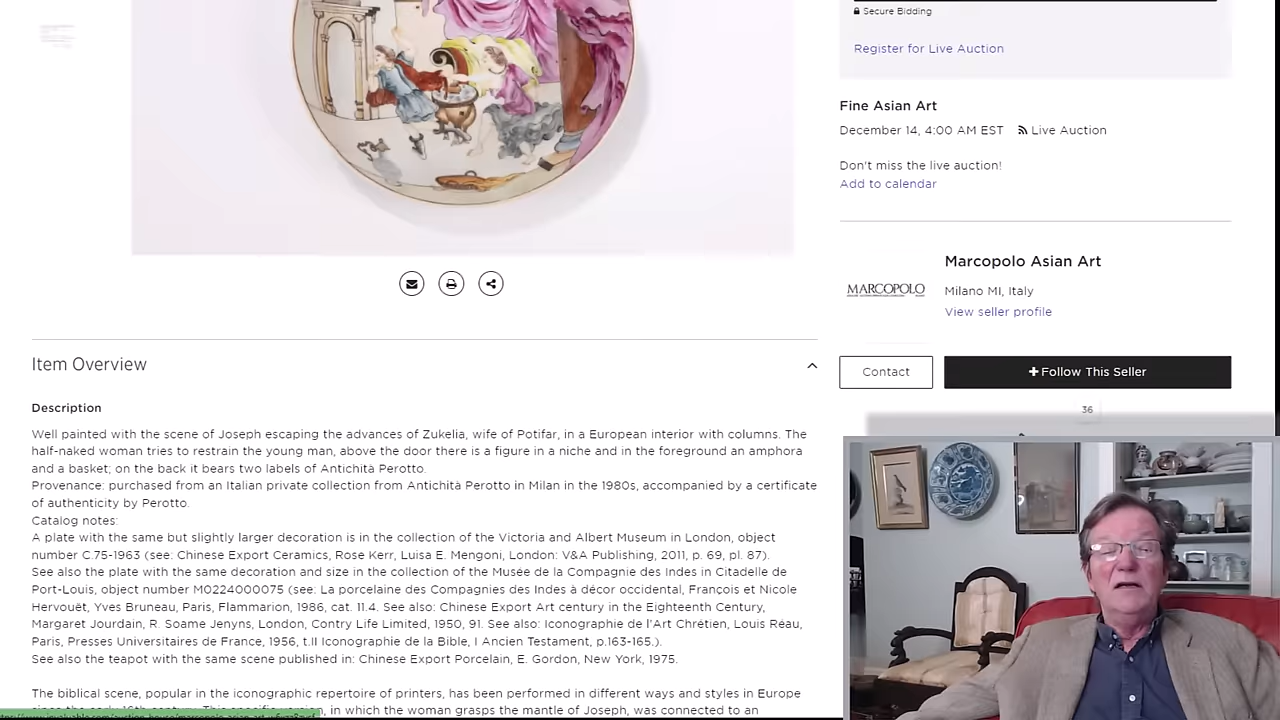 Secure Bidding
Register for Live Auction
Fine Asian Art
December 14, 4:00 AM EST Live Auction
Don't miss the live auction!
Add to calendar
Marcopolo Asian Art
MARCOPOLO
Milano MI, Italy
View seller profile
Contact
Follow This Seller
36
Item Overview
Description
Well painted with the scene of Joseph escaping the advances of Zukelia, wife of Potifar, in a European interior with columns. The
half-naked woman tries to restrain the young man, above the door there is a figure in a niche and in the foreground an amphora
and a basket; on the back it bears two labels of Antichità Perotto.
Provenance: purchased from an Italian private collection from Antichità Perotto in Milan in the 1980s, accompanied by a certificate
of authenticity by Perotto.
Catalog notes:
A plate with the same but slightly larger decoration is in the collection of the Victoria and Albert Museum in London, object
number C.75-1963 (see: Chinese Export Ceramics, Rose Kerr, Luisa E. Mengoni, London: V&A Publishing, 2011, p. 69, pl. 87).
See also the plate with the same decoration and size in the collection of the Musée de la Compagnie des Indes in Citadelle de
Port-Louis, object number M0224000075 (see: La porcelaine des Compagnies des Indes à décor occidental, François et Nicole
Hervouët, Yves Bruneau, Paris, Flammarion, 1986, cat. 11.4. See also: Chinese Export Art century in the Eighteenth Century,
Margaret Jourdain, R. Soame Jenyns, London, Contry Life Limited, 1950, 91. See also: Iconographie de l'Art Chrétien, Louis Réau,
Paris, Presses Universitaires de France, 1956, t.II Iconographie de la Bible, I Ancien Testament, p.163-165.).
See also the teapot with the same scene published in: Chinese Export Porcelain, E. Gordon, New York, 1975.
The biblical scene, popular in the iconographic repertoire of printers, has been performed in different ways and styles in Europe
since the early 16th century. This specific version, in which the woman grasps the mantle of Joseph, was connected to an